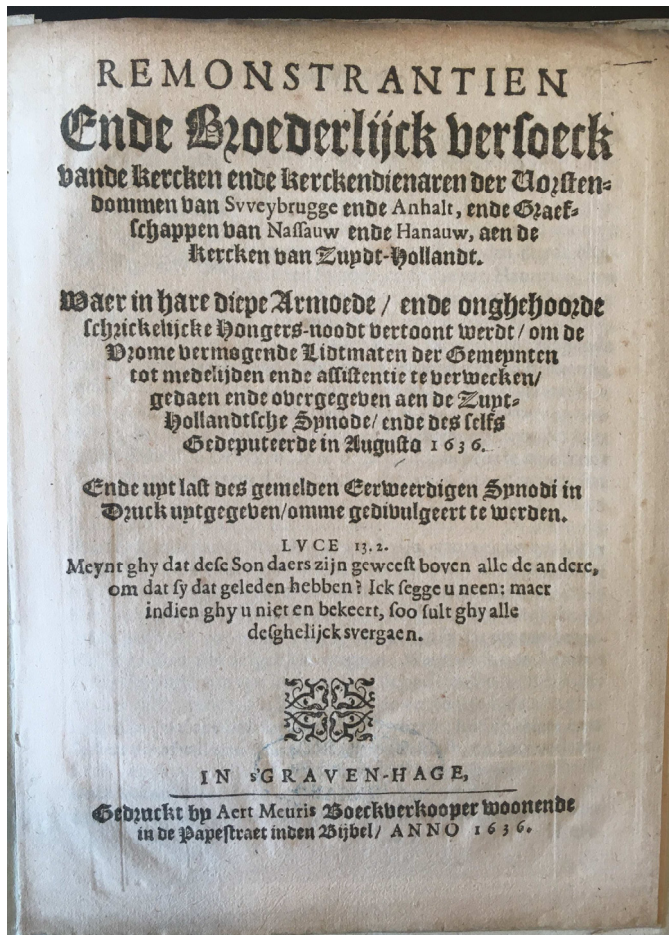 REMONSTRANTIEN
Ende Broederlijck versoeck
vande Kercken ende Kerckendienaren der Vorsten-
dommen van Svveybrugge ende Anhalt, ende Graef-
schappen van Nassauw ende Hanauw, aen de
Kercken van Zuydt-Hollandt.
Waer in hare diepe Armoede / ende onghehoorde
schrickelijcke Hongers-noodt vertoont werdt / om de
Vrome vermogende Lidtmaten der Gemeynten
tot medelijden ende assistentie te verwecken /
gedaen ende overgegeven aen de Zuyt-
Hollandtsche Synode / ende des selfs
Gedeputeerde in Augusto 1636.
Ende uyt last des gemelden Eerweerdigen Synodi in
Druck uytgegeven / omme gedivulgeert te werden.
LVCE 13.2.
Meynt ghy dat dese Sondaers zijn geweest boven alle de andere,
om dat sy dat geleden hebben? Ick segge u neen: maer
indien ghy u niet en bekeert, soo sult ghy alle
desghelijcks vergaen.
IN s'GRAVEN-HAGE,
Gedruckt by Aert Meuris Boeckverkooper woonende
in de Papestraet inden Bijbel / ANNO 1636.